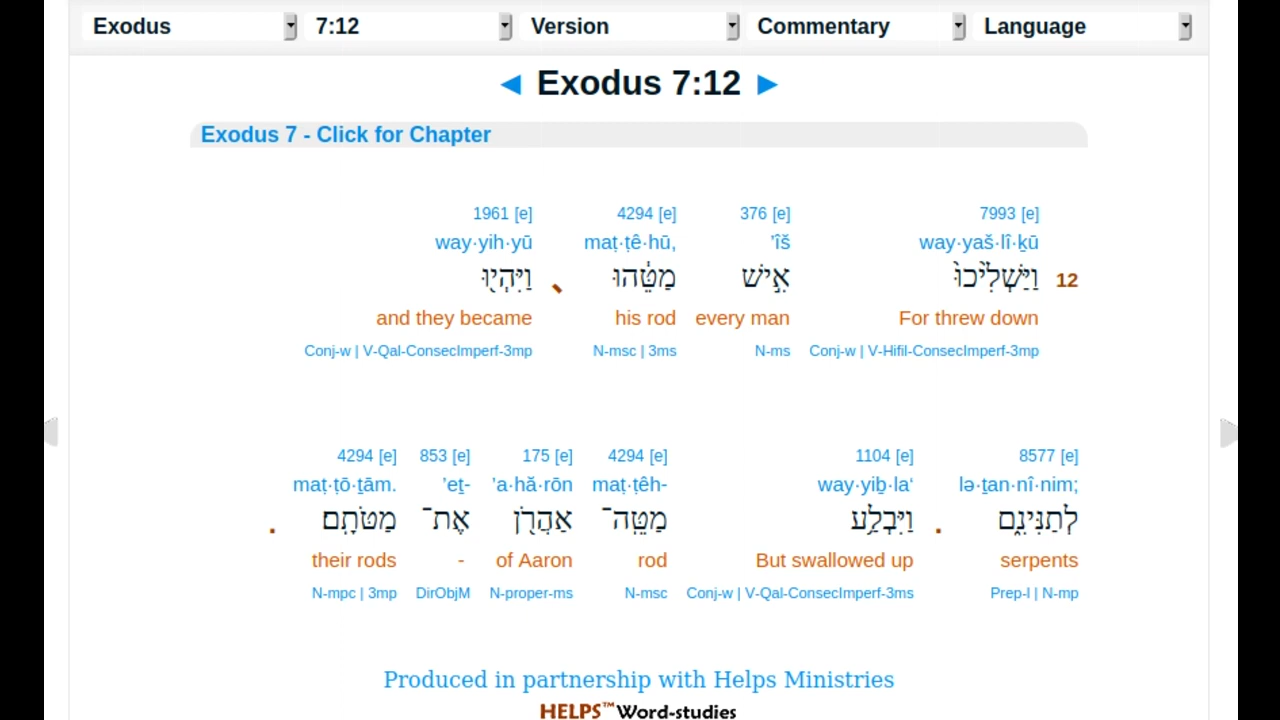 Exodus 7:12 Version Commentary Language
◄ Exodus 7:12 ►
Exodus 7 - Click for Chapter
1961 [e] 4294 [e] 376 [e] 7993 [e]
way·yih·yū maṭ·ṭê·hū, ’îš way·yaš·lî·ḵū
12 וַיַּשְׁלִ֙יכוּ֙ אִ֣ישׁ מַטֵּ֔הוּ 、 וַיִּהְי֖וּ
and they became his rod every man For threw down
Conj-w | V-Qal-ConsecImperf-3mp N-msc | 3ms N-ms Conj-w | V-Hifil-ConsecImperf-3mp
4294 [e] 853 [e] 175 [e] 4294 [e] 1104 [e] 8577 [e]
maṭ·ṭō·ṯām. ’eṯ- ’a·hă·rōn maṭ·ṭêh- way·yiḇ·la‘ lə·ṯan·nî·nim;
לְתַנִּינִ֑ם . וַיִּבְלַ֥ע מַטֵּֽה־ אַהֲרֹ֖ן אֶת־ מַטֹּתָֽם׃ .
their rods - of Aaron rod But swallowed up serpents
N-mpc | 3mp DirObjM N-proper-ms N-msc Conj-w | V-Qal-ConsecImperf-3ms Prep-l | N-mp
Produced in partnership with Helps Ministries
HELPS™ Word-studies